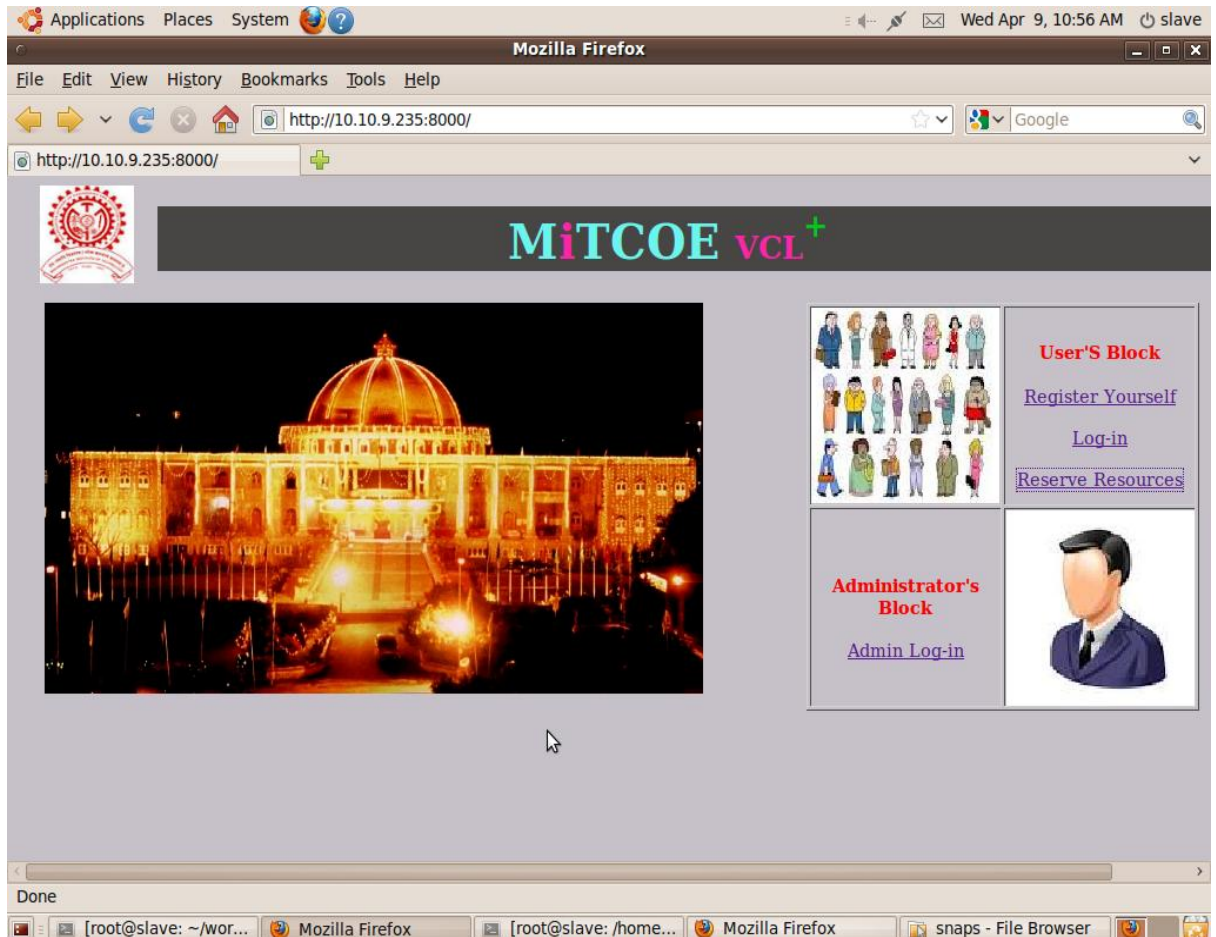 Applications Places System
Wed Apr 9, 10:56 AM slave
Mozilla Firefox
File Edit View History Bookmarks Tools Help
http://10.10.9.235:8000/
Google
http://10.10.9.235:8000/
MiTCOE VCL+
User'S Block
Register Yourself
Log-in
Reserve Resources
Administrator's
Block
Admin Log-in
Done
[root@slave: ~/wor...
Mozilla Firefox
[root@slave: /home...
Mozilla Firefox
snaps - File Browser